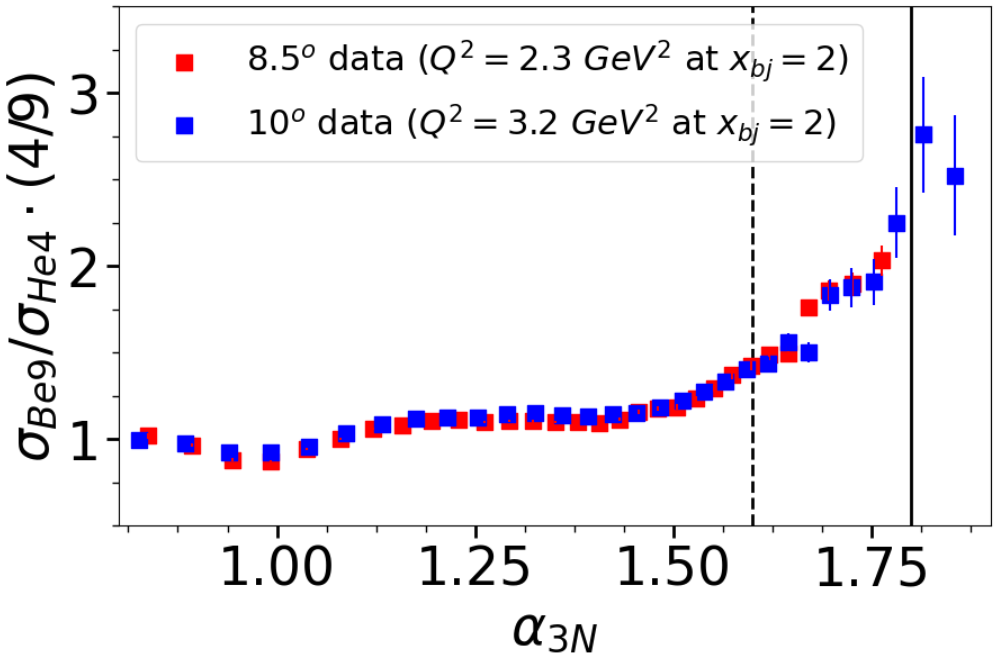 8.5° data (Q² = 2.3 GeV² at x_bj = 2)
10° data (Q² = 3.2 GeV² at x_bj = 2)
σ_Be9/σ_He4 · (4/9)
3
2
1
1.00 1.25 1.50 1.75
α_3N